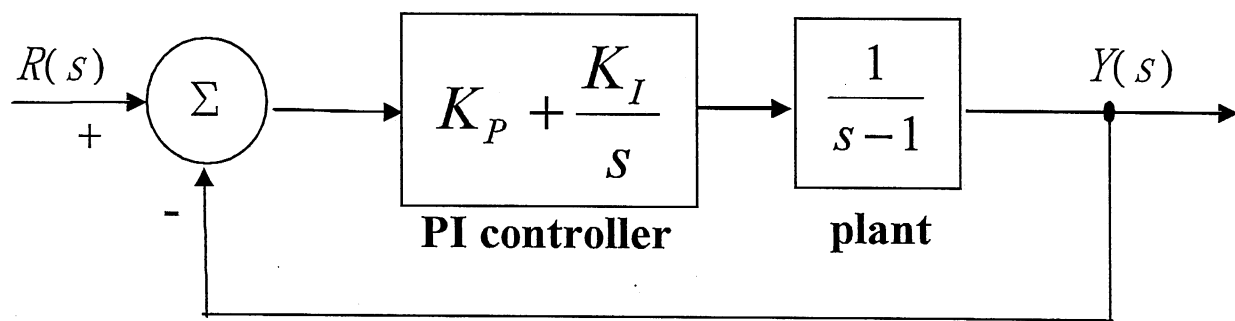 R(s)
+
Σ
-
K_P + K_I / s
PI controller
1 / (s − 1)
plant
Y(s)